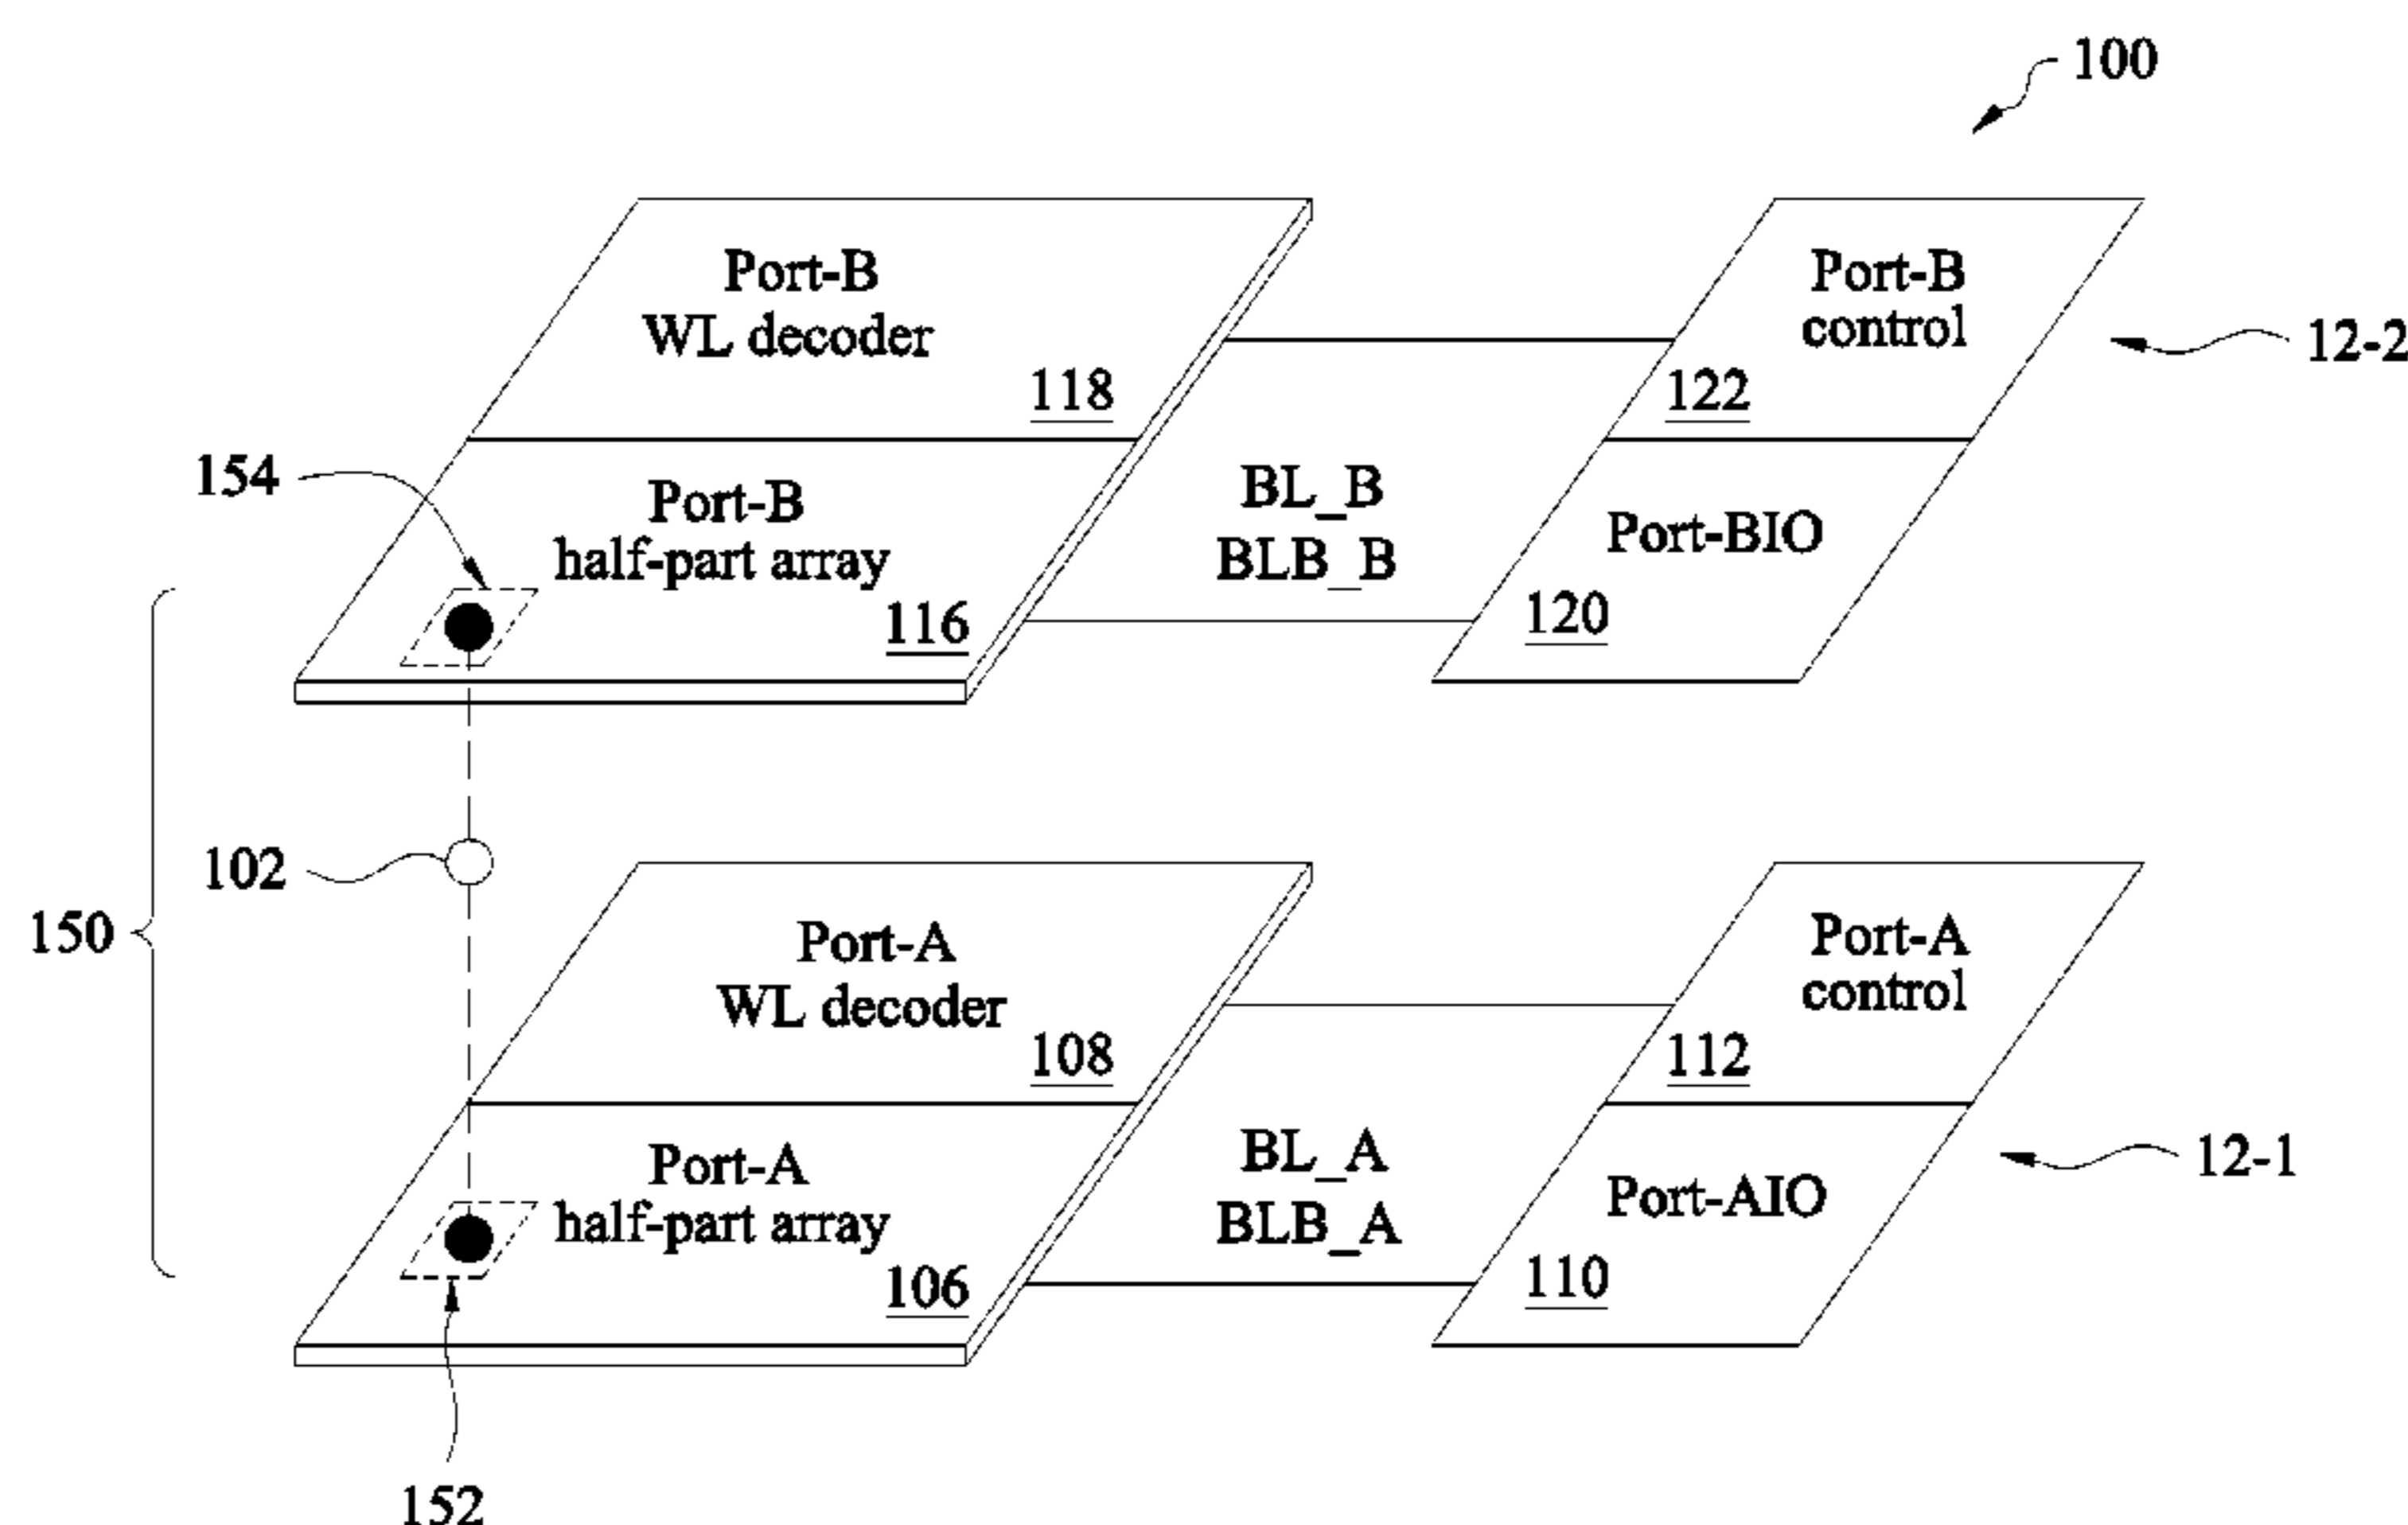 100
Port-B
WL decoder
118
Port-B
control
122
12-2
154
Port-B
half-part array
116
BL_B
BLB_B
Port-BIO
120
102
150
Port-A
WL decoder
108
Port-A
control
112
Port-A
half-part array
106
BL_A
BLB_A
Port-AIO
110
12-1
152